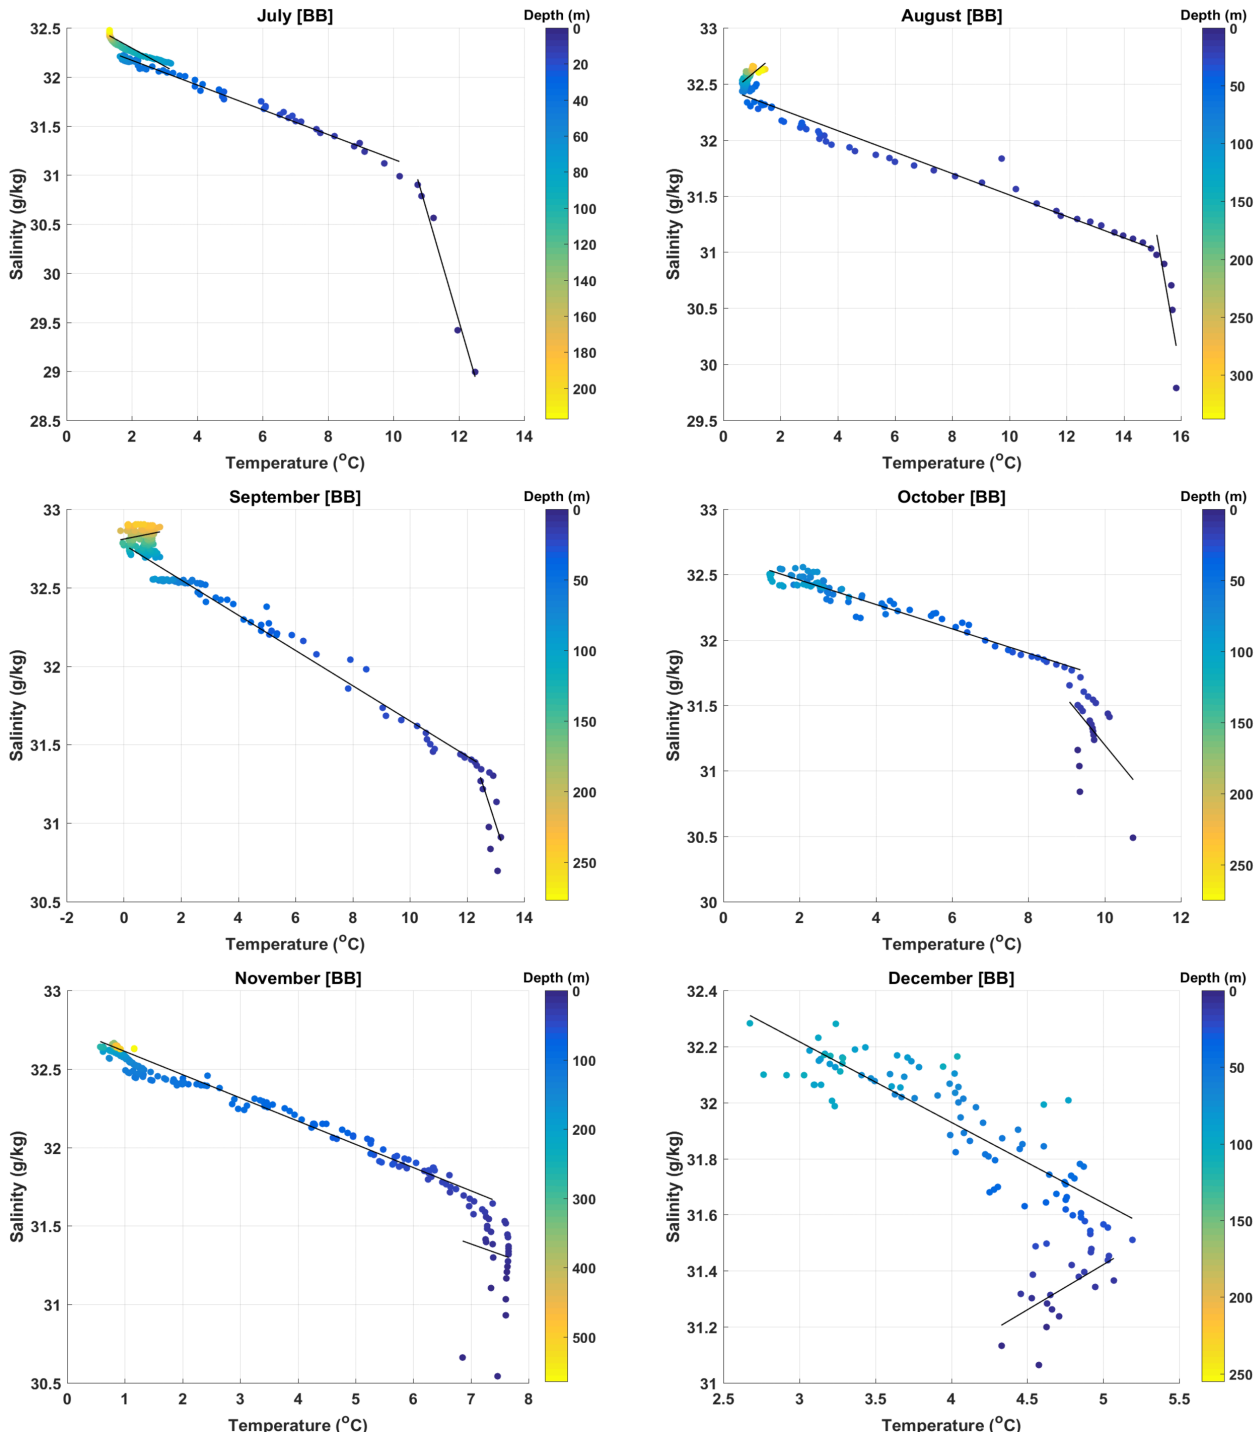 July [BB]
Depth (m)
32.5
32
31.5
31
30.5
30
29.5
29
28.5
0 2 4 6 8 10 12 14
Salinity (g/kg)
Temperature (°C)
0
20
40
60
80
100
120
140
160
180
200
August [BB]
Depth (m)
33
32.5
32
31.5
31
30.5
30
29.5
0 2 4 6 8 10 12 14 16
Salinity (g/kg)
Temperature (°C)
0
50
100
150
200
250
300
September [BB]
Depth (m)
33
32.5
32
31.5
31
30.5
-2 0 2 4 6 8 10 12 14
Salinity (g/kg)
Temperature (°C)
0
50
100
150
200
250
October [BB]
Depth (m)
33
32.5
32
31.5
31
30.5
30
0 2 4 6 8 10 12
Salinity (g/kg)
Temperature (°C)
0
50
100
150
200
250
November [BB]
Depth (m)
33
32.5
32
31.5
31
30.5
0 1 2 3 4 5 6 7 8
Salinity (g/kg)
Temperature (°C)
0
100
200
300
400
500
December [BB]
Depth (m)
32.4
32.2
32
31.8
31.6
31.4
31.2
31
2.5 3 3.5 4 4.5 5 5.5
Salinity (g/kg)
Temperature (°C)
0
50
100
150
200
250